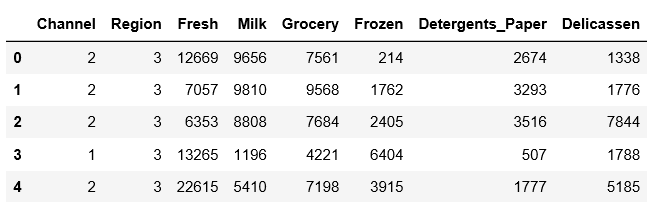 Channel Region Fresh Milk Grocery Frozen Detergents_Paper Delicassen
0 2 3 12669 9656 7561 214 2674 1338
1 2 3 7057 9810 9568 1762 3293 1776
2 2 3 6353 8808 7684 2405 3516 7844
3 1 3 13265 1196 4221 6404 507 1788
4 2 3 22615 5410 7198 3915 1777 5185